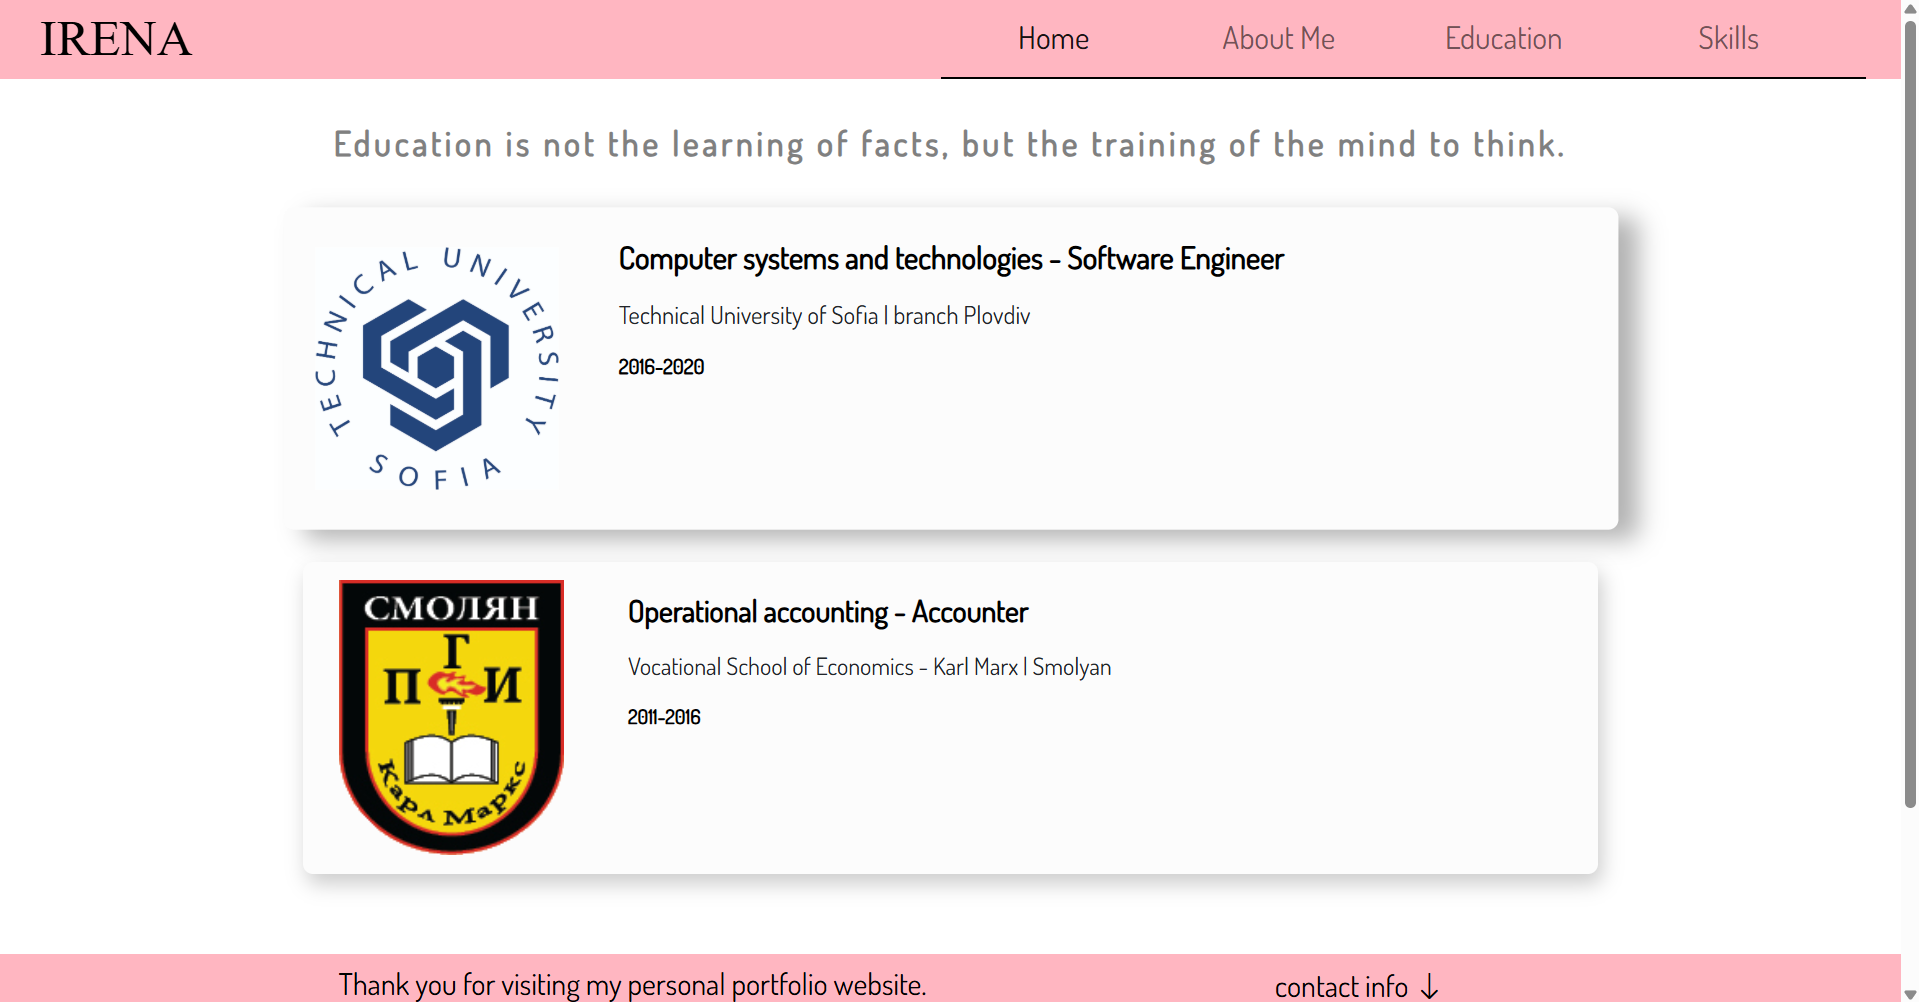 IRENA
Home
About Me
Education
Skills
Education is not the learning of facts, but the training of the mind to think.
TECHNICAL UNIVERSITY
SOFIA
Computer systems and technologies - Software Engineer
Technical University of Sofia | branch Plovdiv
2016-2020
СМОЛЯН
Г
П И
Карл Маркс
Operational accounting - Accounter
Vocational School of Economics - Karl Marx | Smolyan
2011-2016
Thank you for visiting my personal portfolio website.
contact info ↓